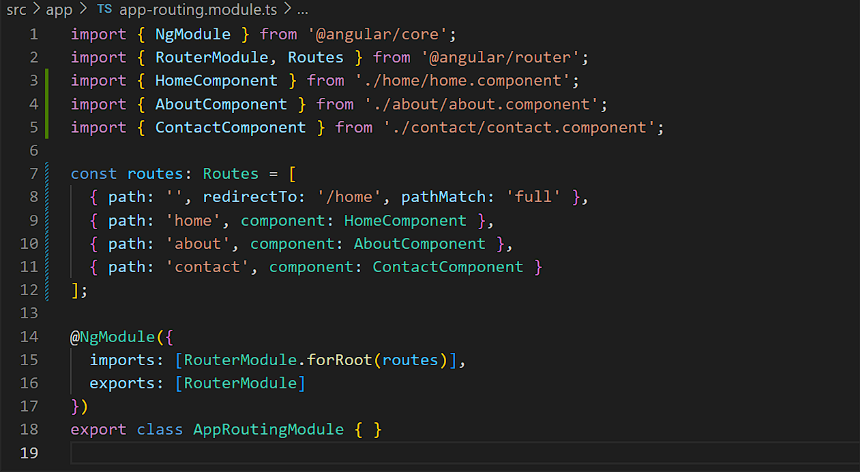 src > app > TS app-routing.module.ts > ...
1 import { NgModule } from '@angular/core';
2 import { RouterModule, Routes } from '@angular/router';
3 import { HomeComponent } from './home/home.component';
4 import { AboutComponent } from './about/about.component';
5 import { ContactComponent } from './contact/contact.component';
6
7 const routes: Routes = [
8   { path: '', redirectTo: '/home', pathMatch: 'full' },
9   { path: 'home', component: HomeComponent },
10   { path: 'about', component: AboutComponent },
11   { path: 'contact', component: ContactComponent }
12 ];
13
14 @NgModule({
15   imports: [RouterModule.forRoot(routes)],
16   exports: [RouterModule]
17 })
18 export class AppRoutingModule { }
19